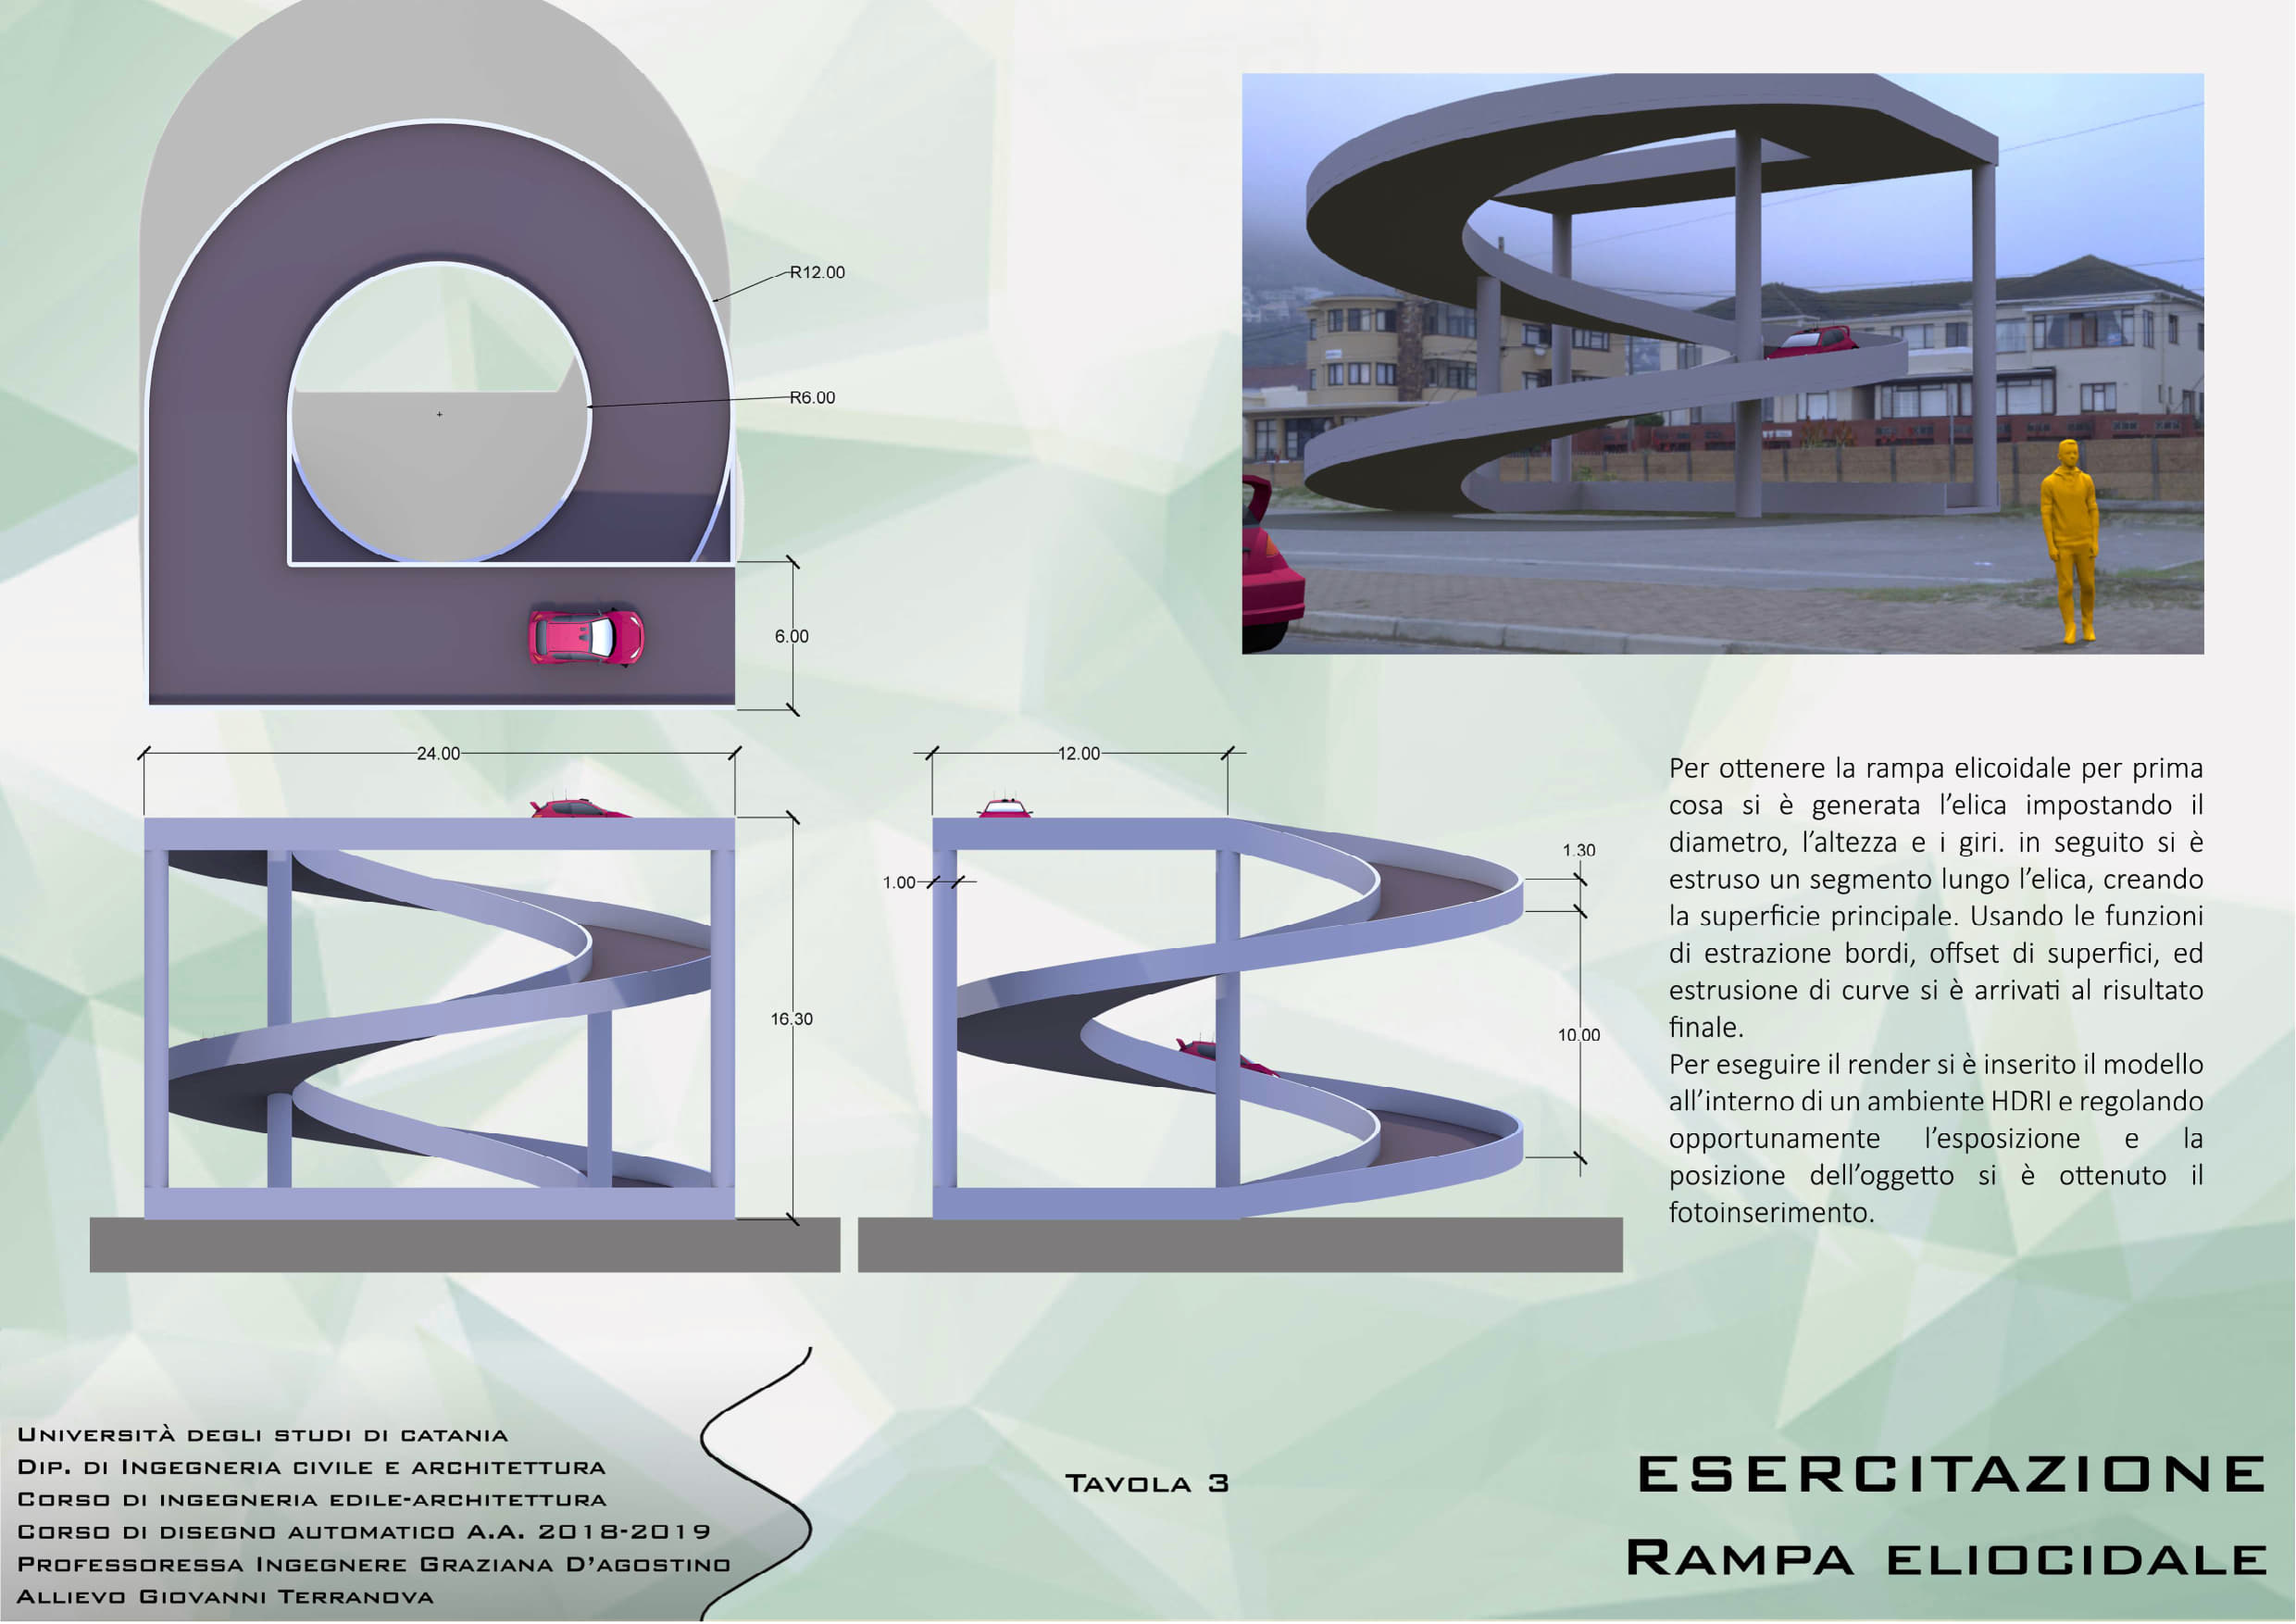 R12.00
R6.00
6.00
24.00
12.00
1.30
1.00
16.30
10.00
Per ottenere la rampa elicoidale per prima
cosa si è generata l’elica impostando il
diametro, l’altezza e i giri. in seguito si è
estruso un segmento lungo l’elica, creando
la superficie principale. Usando le funzioni
di estrazione bordi, offset di superfici, ed
estrusione di curve si è arrivati al risultato
finale.
Per eseguire il render si è inserito il modello
all’interno di un ambiente HDRI e regolando
opportunamente l’esposizione e la
posizione dell’oggetto si è ottenuto il
fotoinserimento.
Università degli studi di catania
Dip. di Ingegneria civile e architettura
Corso di ingegneria edile-architettura
Corso di disegno automatico A.A. 2018-2019
Professoressa Ingegnere Graziana D’agostino
Allievo Giovanni Terranova
Tavola 3
ESERCITAZIONE
Rampa eliocidale